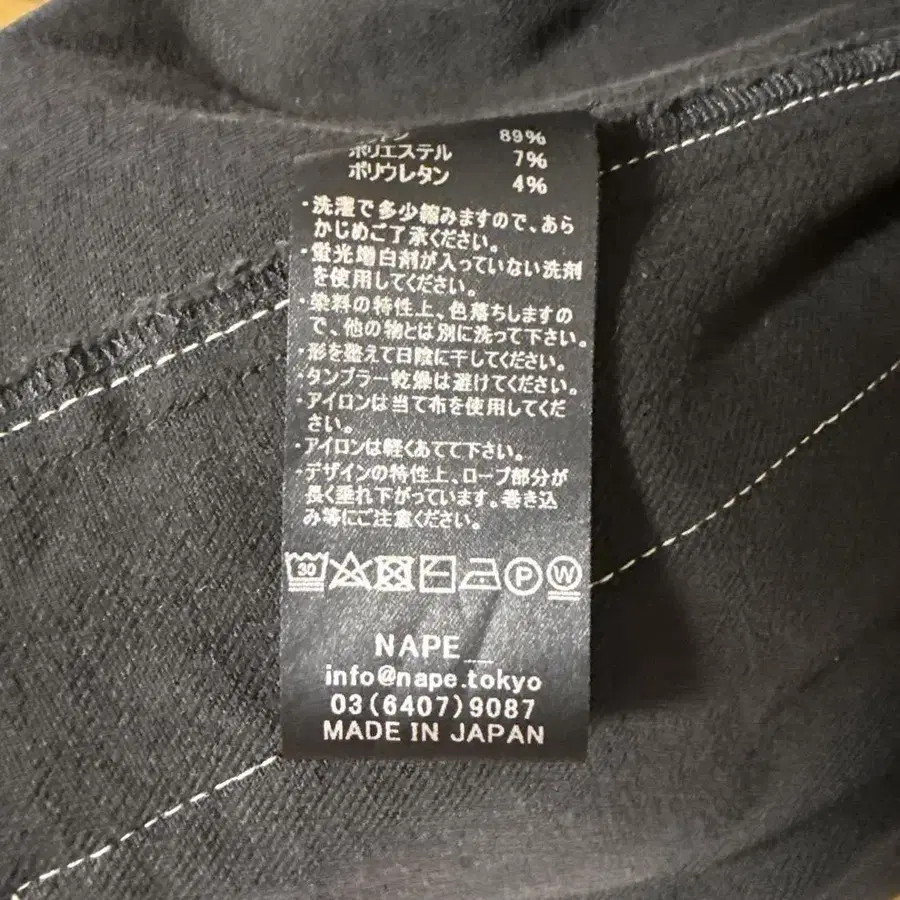 89%
ポリエステル 7%
ポリウレタン 4%
・洗濯で多少縮みますので、あら
かじめご了承ください。
・蛍光増白剤が入っていない洗剤
を使用してください。
・染料の特性上、色落ちしますの
で、他の物とは別に洗って下さい。
・形を整えて日陰に干してください。
・タンブラー乾燥は避けてください。
・アイロンは当て布を使用してくだ
さい。
・アイロンは軽くあてて下さい。
・デザインの特性上、ロープ部分が
長く垂れ下がっています。巻き込
み等にご注意ください。
30 P W
NAPE__
info@nape.tokyo
03(6407)9087
MADE IN JAPAN